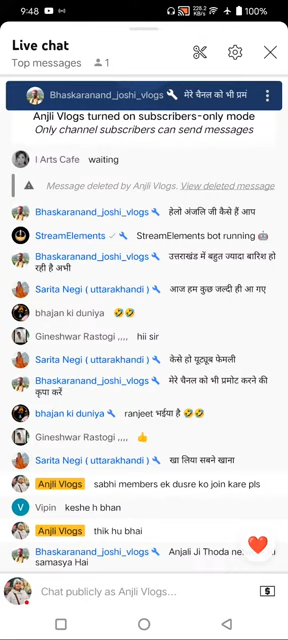 9:48
228.2 KB/s
100%
Live chat
Top messages 1
Bhaskaranand_joshi_vlogs मेरे चैनल को भी प्रमं
Anjli Vlogs turned on subscribers-only mode
Only channel subscribers can send messages
I Arts Cafe waiting
Message deleted by Anjli Vlogs. View deleted message
Bhaskaranand_joshi_vlogs हेलो अंजलि जी कैसे हैं आप
StreamElements StreamElements bot running
Bhaskaranand_joshi_vlogs उत्तराखंड में बहुत ज्यादा बारिश हो
रही है अभी
Sarita Negi ( uttarakhandi ) आज हम कुछ जल्दी ही आ गए
bhajan ki duniya
Gineshwar Rastogi ,,,, hii sir
Sarita Negi ( uttarakhandi ) केसे हो यूट्यूब फेमली
Bhaskaranand_joshi_vlogs मेरे चैनल को भी प्रमोट करने की
कृपा करें
bhajan ki duniya ranjeet भईया है
Gineshwar Rastogi ,,,,
Sarita Negi ( uttarakhandi ) खा लिया सबने खाना
Anjli Vlogs sabhi members ek dusre ko join kare pls
Vipin keshe h bhan
Anjli Vlogs thik hu bhai
Bhaskaranand_joshi_vlogs Anjali Ji Thoda
samasya Hai
Chat publicly as Anjli Vlogs...